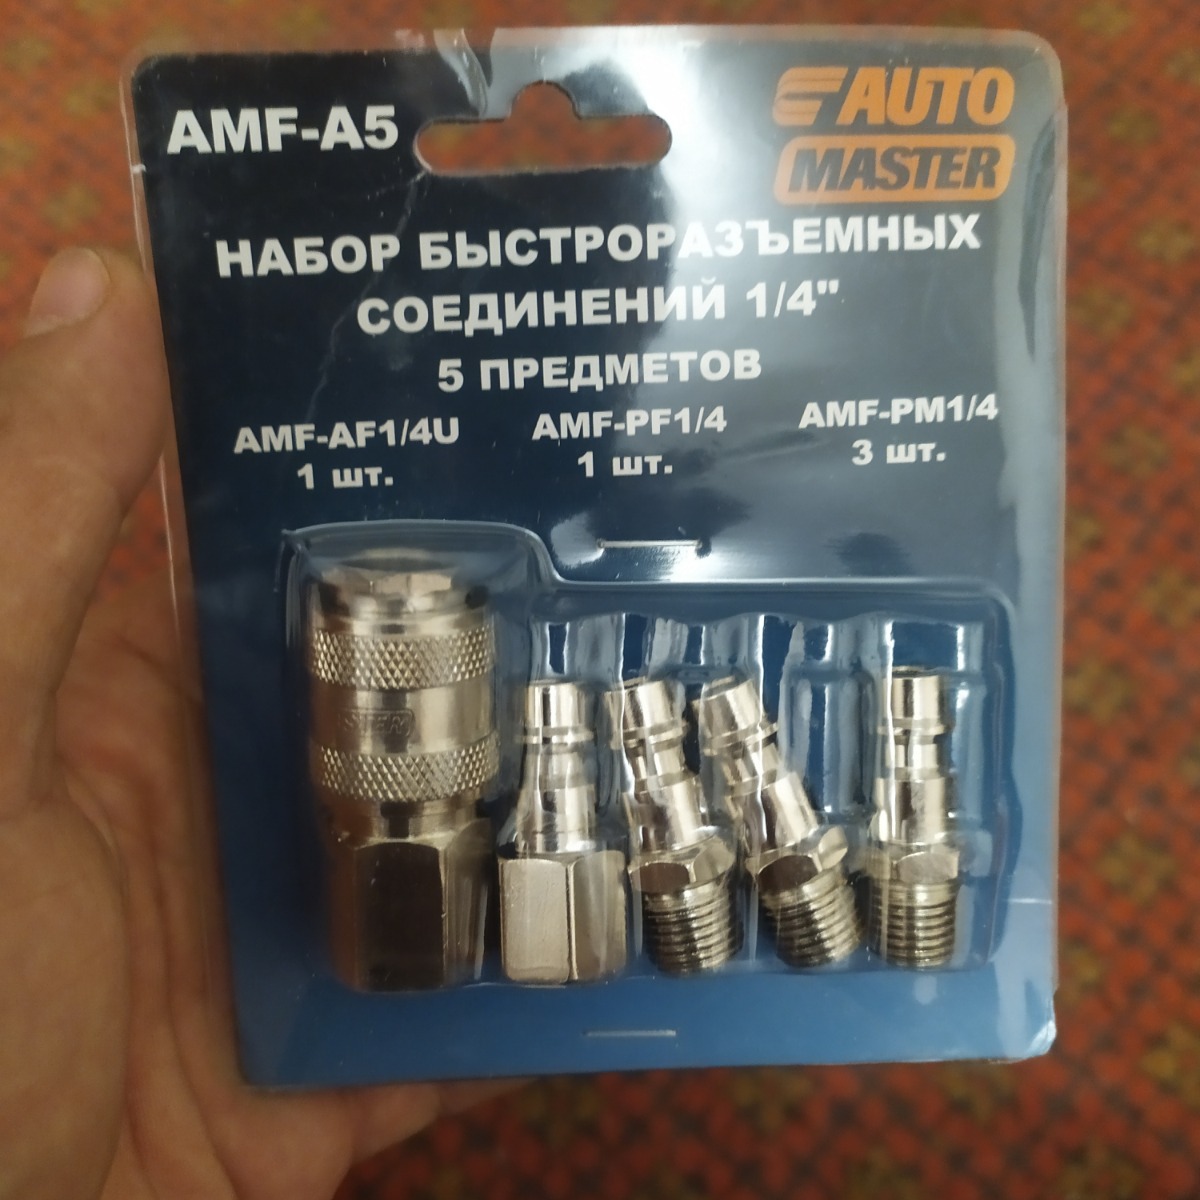 AMF-A5
AUTO
MASTER
НАБОР БЫСТРОРАЗЪЕМНЫХ
СОЕДИНЕНИЙ 1/4"
5 ПРЕДМЕТОВ
AMF-AF1/4U
1 шт.
AMF-PF1/4
1 шт.
AMF-PM1/4
3 шт.